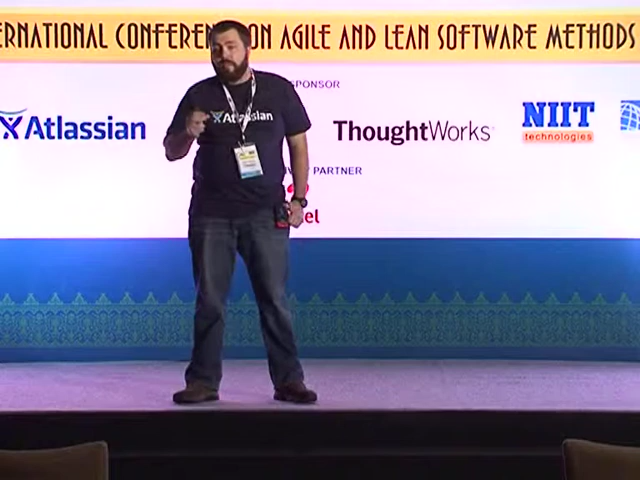 ERNATIONAL CONFEREN ON AGILE AND LEAN SOFTWARE METHODS
SPONSOR
Atlassian
Atlassian
ThoughtWorks
NIIT
technologies
PARTNER